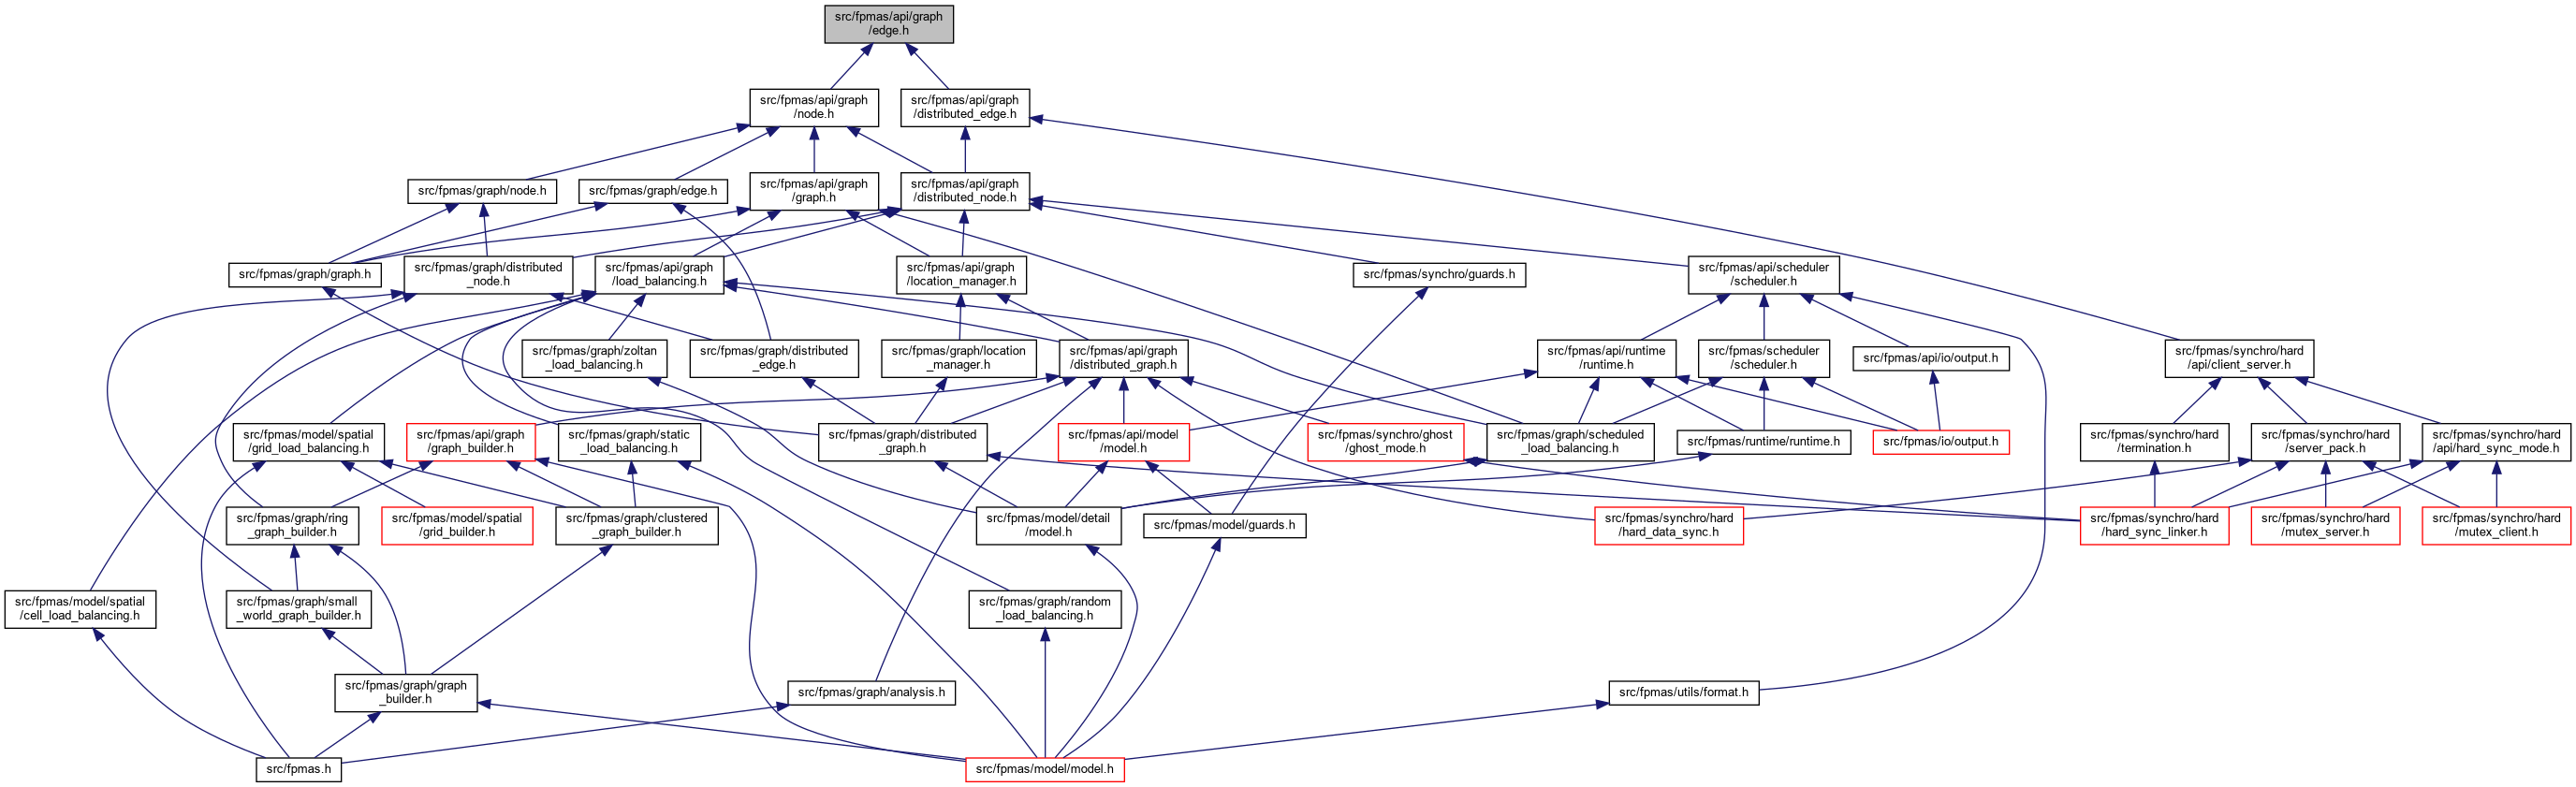 src/fpmas/api/graph
/edge.h
src/fpmas/api/graph
/node.h
src/fpmas/api/graph
/distributed_edge.h
src/fpmas/graph/node.h
src/fpmas/graph/edge.h
src/fpmas/api/graph
/graph.h
src/fpmas/api/graph
/distributed_node.h
src/fpmas/graph/graph.h
src/fpmas/graph/distributed
_node.h
src/fpmas/api/graph
/load_balancing.h
src/fpmas/api/graph
/location_manager.h
src/fpmas/synchro/guards.h
src/fpmas/api/scheduler
/scheduler.h
src/fpmas/graph/zoltan
_load_balancing.h
src/fpmas/graph/distributed
_edge.h
src/fpmas/graph/location
_manager.h
src/fpmas/api/graph
/distributed_graph.h
src/fpmas/api/runtime
/runtime.h
src/fpmas/scheduler
/scheduler.h
src/fpmas/api/io/output.h
src/fpmas/synchro/hard
/api/client_server.h
src/fpmas/model/spatial
/grid_load_balancing.h
src/fpmas/api/graph
/graph_builder.h
src/fpmas/graph/static
_load_balancing.h
src/fpmas/graph/distributed
_graph.h
src/fpmas/api/model
/model.h
src/fpmas/synchro/ghost
/ghost_mode.h
src/fpmas/graph/scheduled
_load_balancing.h
src/fpmas/runtime/runtime.h
src/fpmas/io/output.h
src/fpmas/synchro/hard
/termination.h
src/fpmas/synchro/hard
/server_pack.h
src/fpmas/synchro/hard
/api/hard_sync_mode.h
src/fpmas/graph/ring
_graph_builder.h
src/fpmas/model/spatial
/grid_builder.h
src/fpmas/graph/clustered
_graph_builder.h
src/fpmas/model/detail
/model.h
src/fpmas/model/guards.h
src/fpmas/synchro/hard
/hard_data_sync.h
src/fpmas/synchro/hard
/hard_sync_linker.h
src/fpmas/synchro/hard
/mutex_server.h
src/fpmas/synchro/hard
/mutex_client.h
src/fpmas/model/spatial
/cell_load_balancing.h
src/fpmas/graph/small
_world_graph_builder.h
src/fpmas/graph/random
_load_balancing.h
src/fpmas/graph/graph
_builder.h
src/fpmas/graph/analysis.h
src/fpmas/utils/format.h
src/fpmas.h
src/fpmas/model/model.h